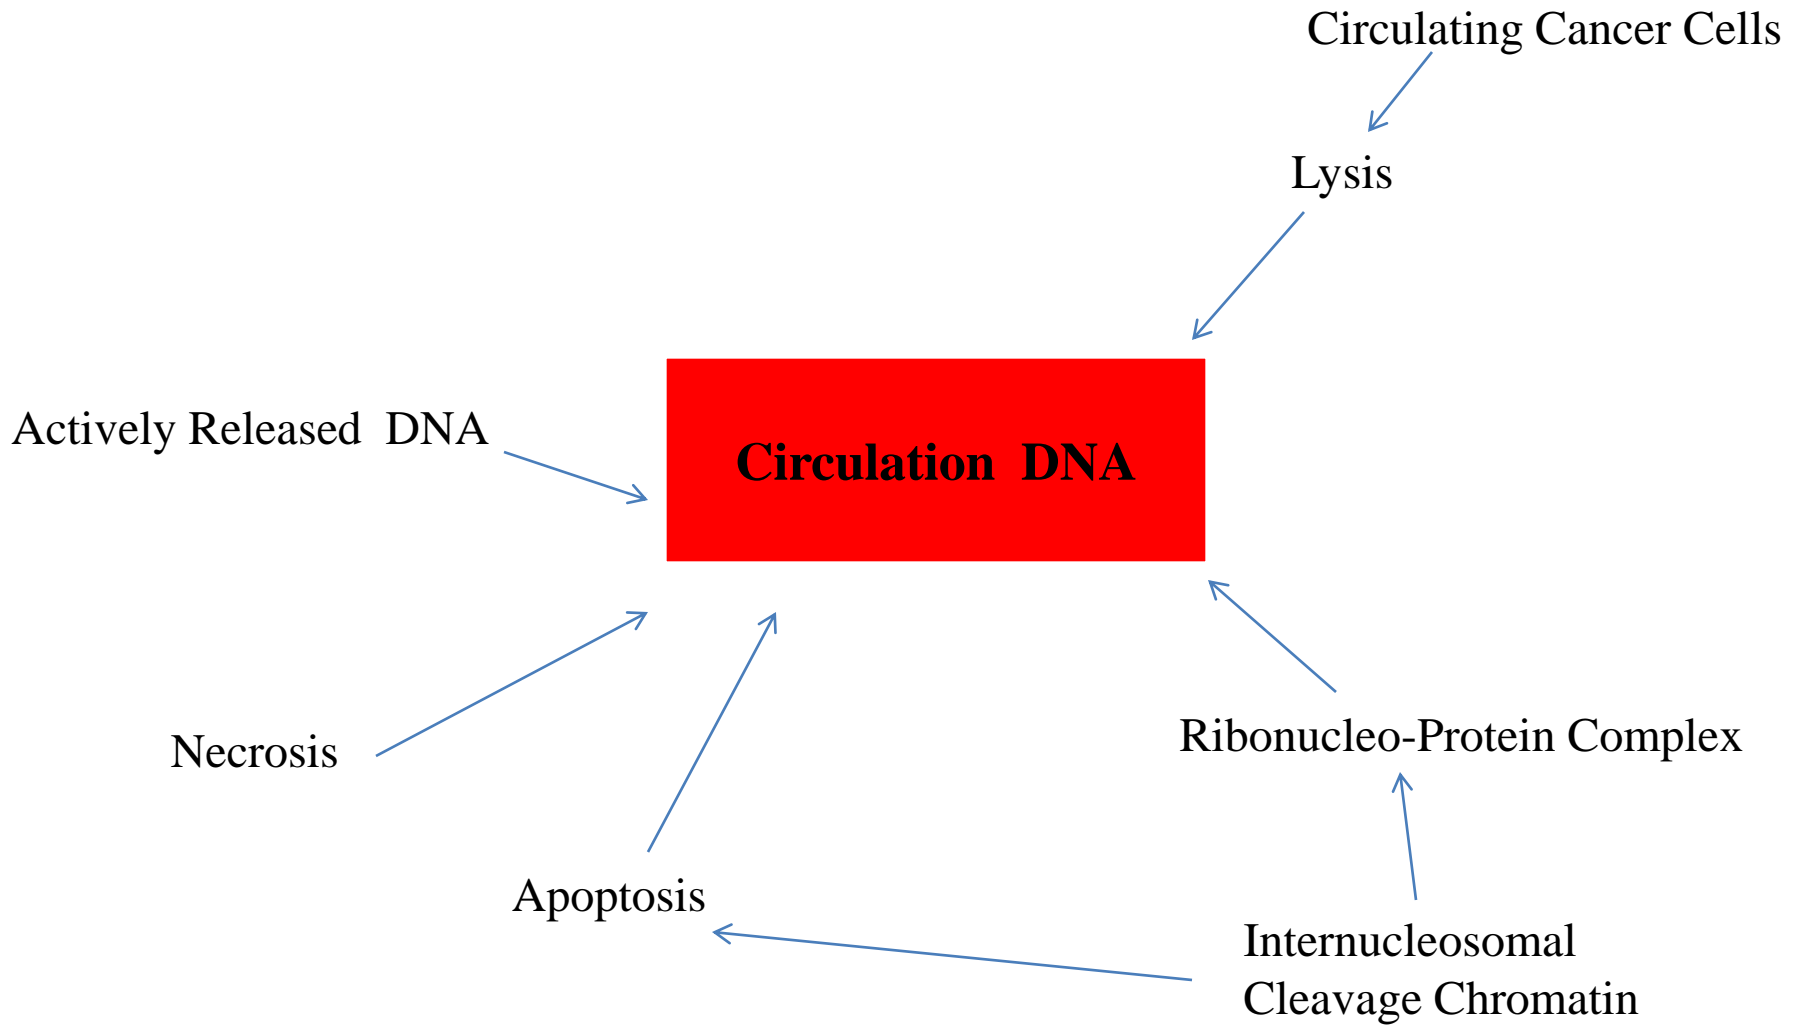 Circulating Cancer Cells
Lysis
Actively Released  DNA
Circulation  DNA
Necrosis
Ribonucleo-Protein Complex
Apoptosis
Internucleosomal
Cleavage Chromatin